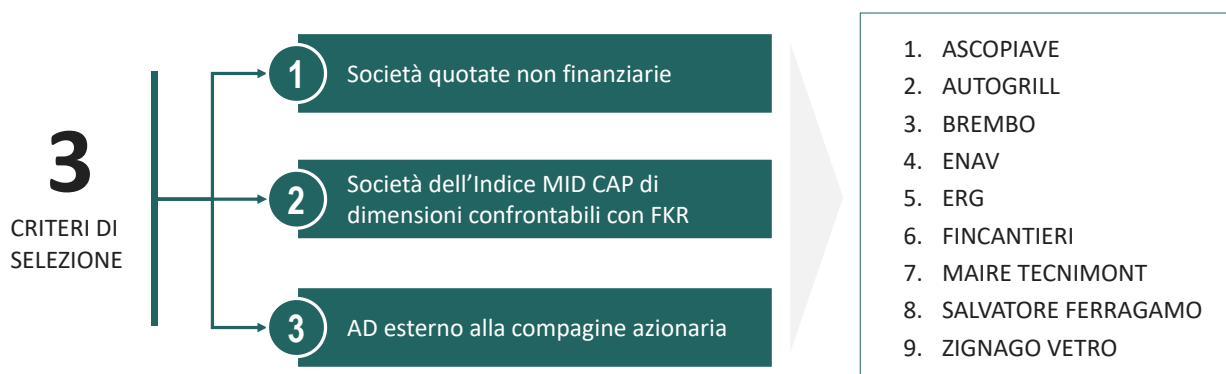 3
CRITERI DI
SELEZIONE
1
Società quotate non finanziarie
2
Società dell'Indice MID CAP di
dimensioni confrontabili con FKR
3
AD esterno alla compagine azionaria
1. ASCOPIAVE
2. AUTOGRILL
3. BREMBO
4. ENAV
5. ERG
6. FINCANTIERI
7. MAIRE TECNIMONT
8. SALVATORE FERRAGAMO
9. ZIGNAGO VETRO